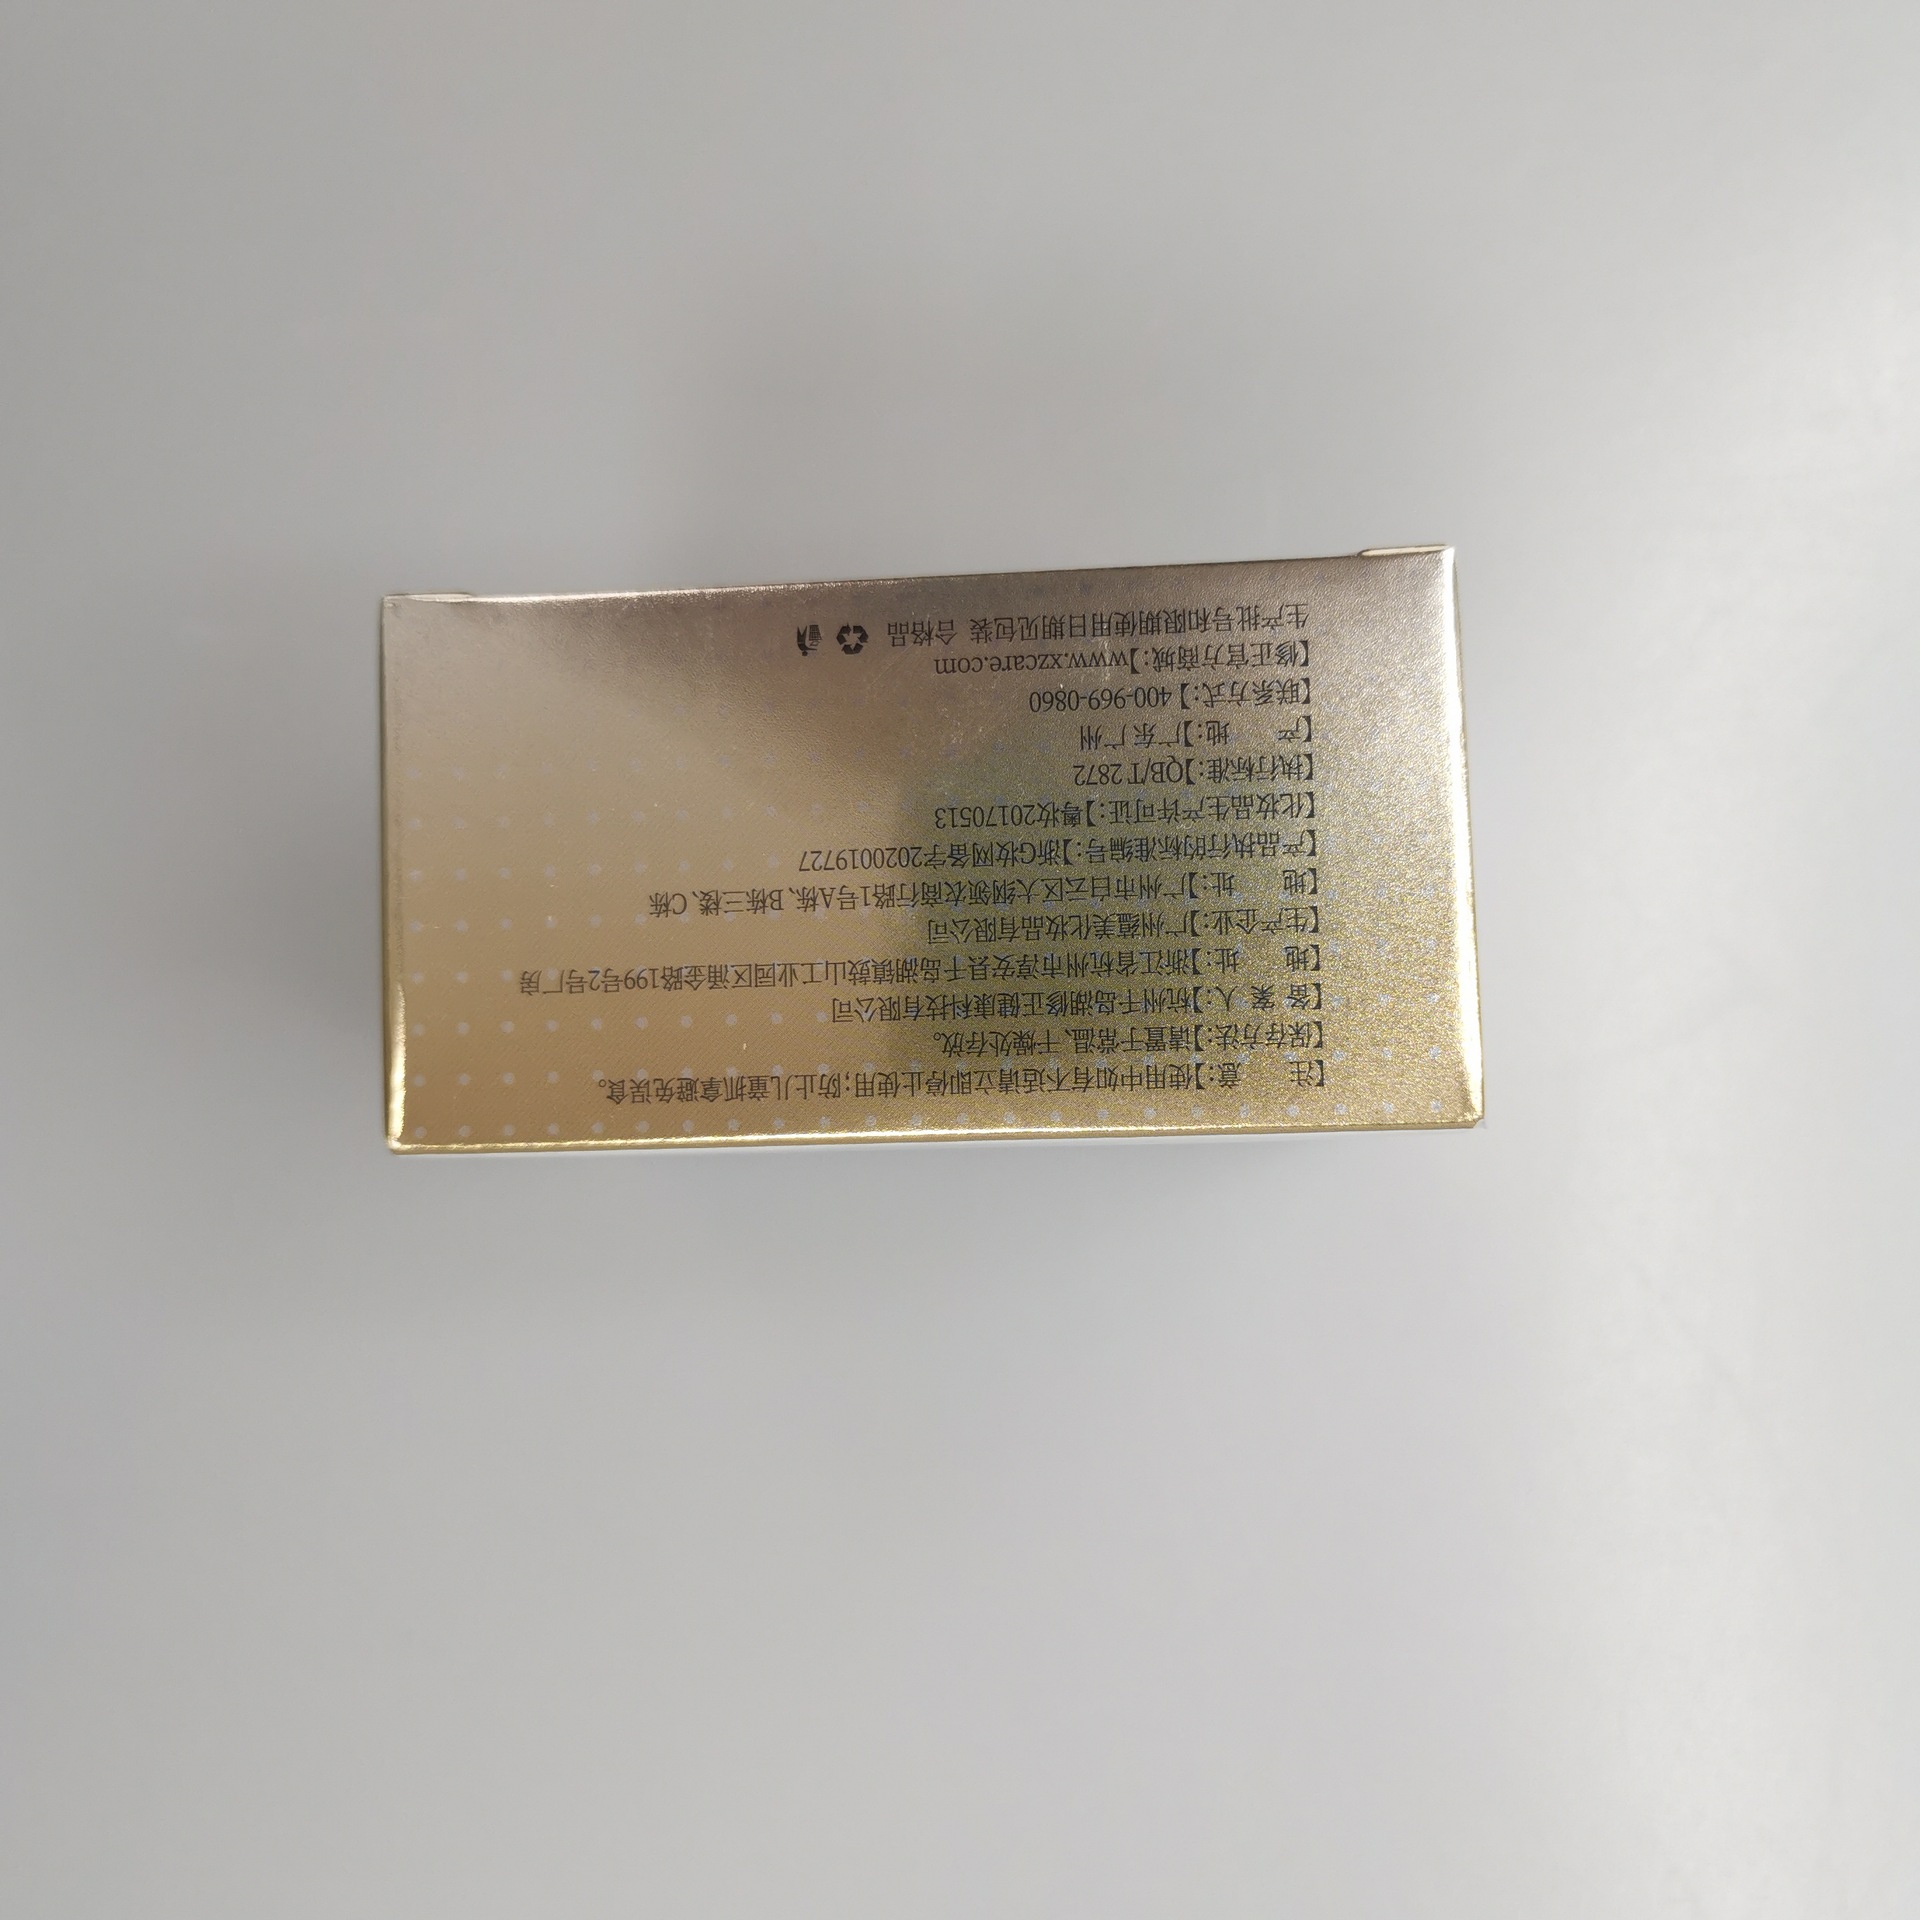 【注　　意：】使用中如有不适请立即停止使用；防止儿童抓拿避免误食。
【保存方法：】请置于常温、干燥处存放。
【备 案 人：】杭州千岛湖修正健康科技有限公司
【地　　址：】浙江省杭州市淳安县千岛湖镇鼓山工业园区涌金路199号2号厂房
【生产企业：】广州蕴美化妆品有限公司
【地　　址：】广州市白云区大纲领农商行路1号A栋、B栋三楼、C栋
【产品执行的标准编号：】浙G妆网备字2020019727
【化妆品生产许可证：】粤妆20170513
【执行标准：】QB/T 2872
【产　　地：】广东广州
【联系方式：】400-969-0860
【修正官方商城：】www.xzcare.com
生产批号和限期使用日期见包装 合格品